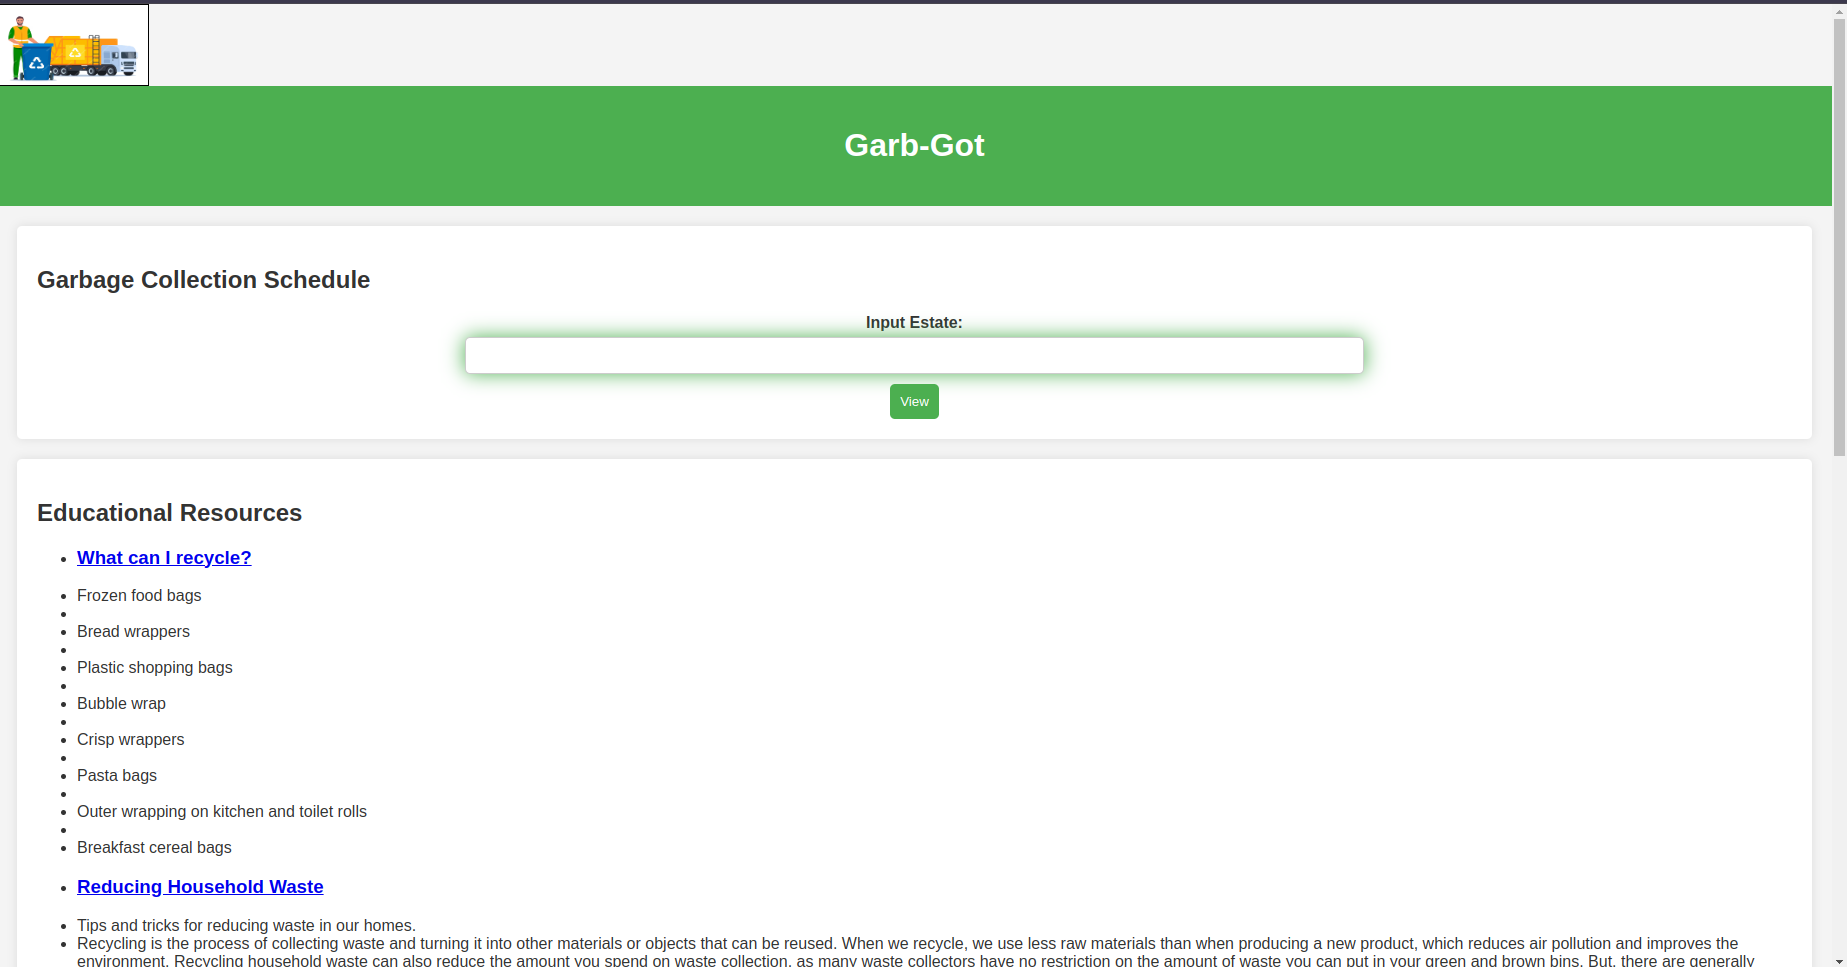 Garb-Got
Garbage Collection Schedule
Input Estate:
View
Educational Resources
What can I recycle?
Frozen food bags
Bread wrappers
Plastic shopping bags
Bubble wrap
Crisp wrappers
Pasta bags
Outer wrapping on kitchen and toilet rolls
Breakfast cereal bags
Reducing Household Waste
Tips and tricks for reducing waste in our homes.
Recycling is the process of collecting waste and turning it into other materials or objects that can be reused. When we recycle, we use less raw materials than when producing a new product, which reduces air pollution and improves the
environment. Recycling household waste can also reduce the amount you spend on waste collection, as many waste collectors have no restriction on the amount of waste you can put in your green and brown bins. But, there are generally